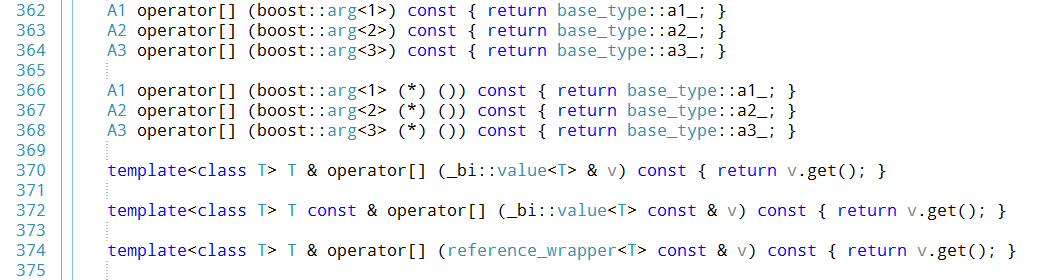 362 A1 operator[] (boost::arg<1>) const { return base_type::a1_; }
363 A2 operator[] (boost::arg<2>) const { return base_type::a2_; }
364 A3 operator[] (boost::arg<3>) const { return base_type::a3_; }
365
366 A1 operator[] (boost::arg<1> (*) ()) const { return base_type::a1_; }
367 A2 operator[] (boost::arg<2> (*) ()) const { return base_type::a2_; }
368 A3 operator[] (boost::arg<3> (*) ()) const { return base_type::a3_; }
369
370 template<class T> T & operator[] (_bi::value<T> & v) const { return v.get(); }
371
372 template<class T> T const & operator[] (_bi::value<T> const & v) const { return v.get(); }
373
374 template<class T> T & operator[] (reference_wrapper<T> const & v) const { return v.get(); }
375